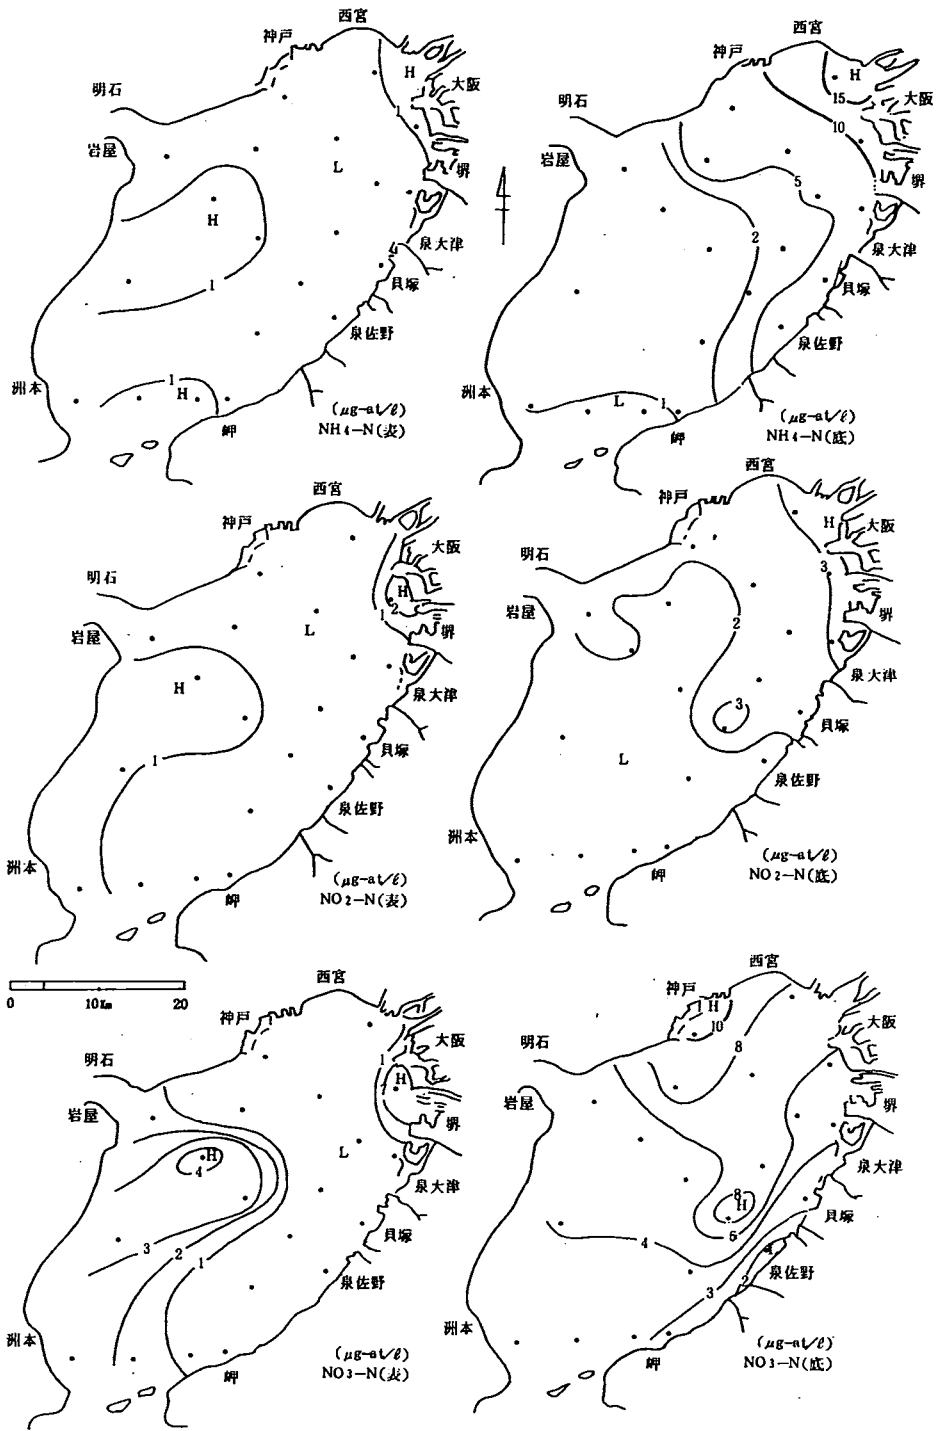 西宮
神戸
H
大阪
明石
1
岩屋
L
堺
H
泉大津
1
貝塚
泉佐野
洲本
1
H
(μg-at/ℓ)
岬
NH4-N(表)
西宮
神戸
H
15
大阪
明石
10
岩屋
堺
5
2
泉大津
貝塚
泉佐野
洲本
L
1
(μg-at/ℓ)
岬
NH4-N(底)
西宮
神戸
大阪
明石
H
1
2
岩屋
L
堺
H
泉大津
貝塚
1
泉佐野
洲本
(μg-at/ℓ)
岬
NO2-N(表)
西宮
神戸
H
大阪
明石
3
岩屋
2
堺
泉大津
3
貝塚
L
泉佐野
洲本
(μg-at/ℓ)
岬
NO2-N(底)
0
10Km
20
西宮
神戸
大阪
明石
1
H
岩屋
堺
L
H
4
泉大津
貝塚
3
2
1
泉佐野
洲本
(μg-at/ℓ)
岬
NO3-N(表)
西宮
神戸
H
10
大阪
8
明石
岩屋
堺
泉大津
8
H
貝塚
6
4
1
泉佐野
2
3
洲本
(μg-at/ℓ)
岬
NO3-N(底)